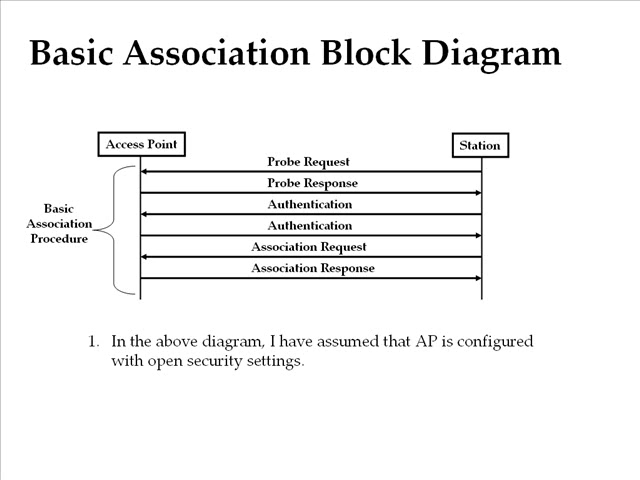 Basic Association Block Diagram
Access Point
Station
Probe Request
Probe Response
Authentication
Authentication
Association Request
Association Response
Basic
Association
Procedure
1. In the above diagram, I have assumed that AP is configured
with open security settings.